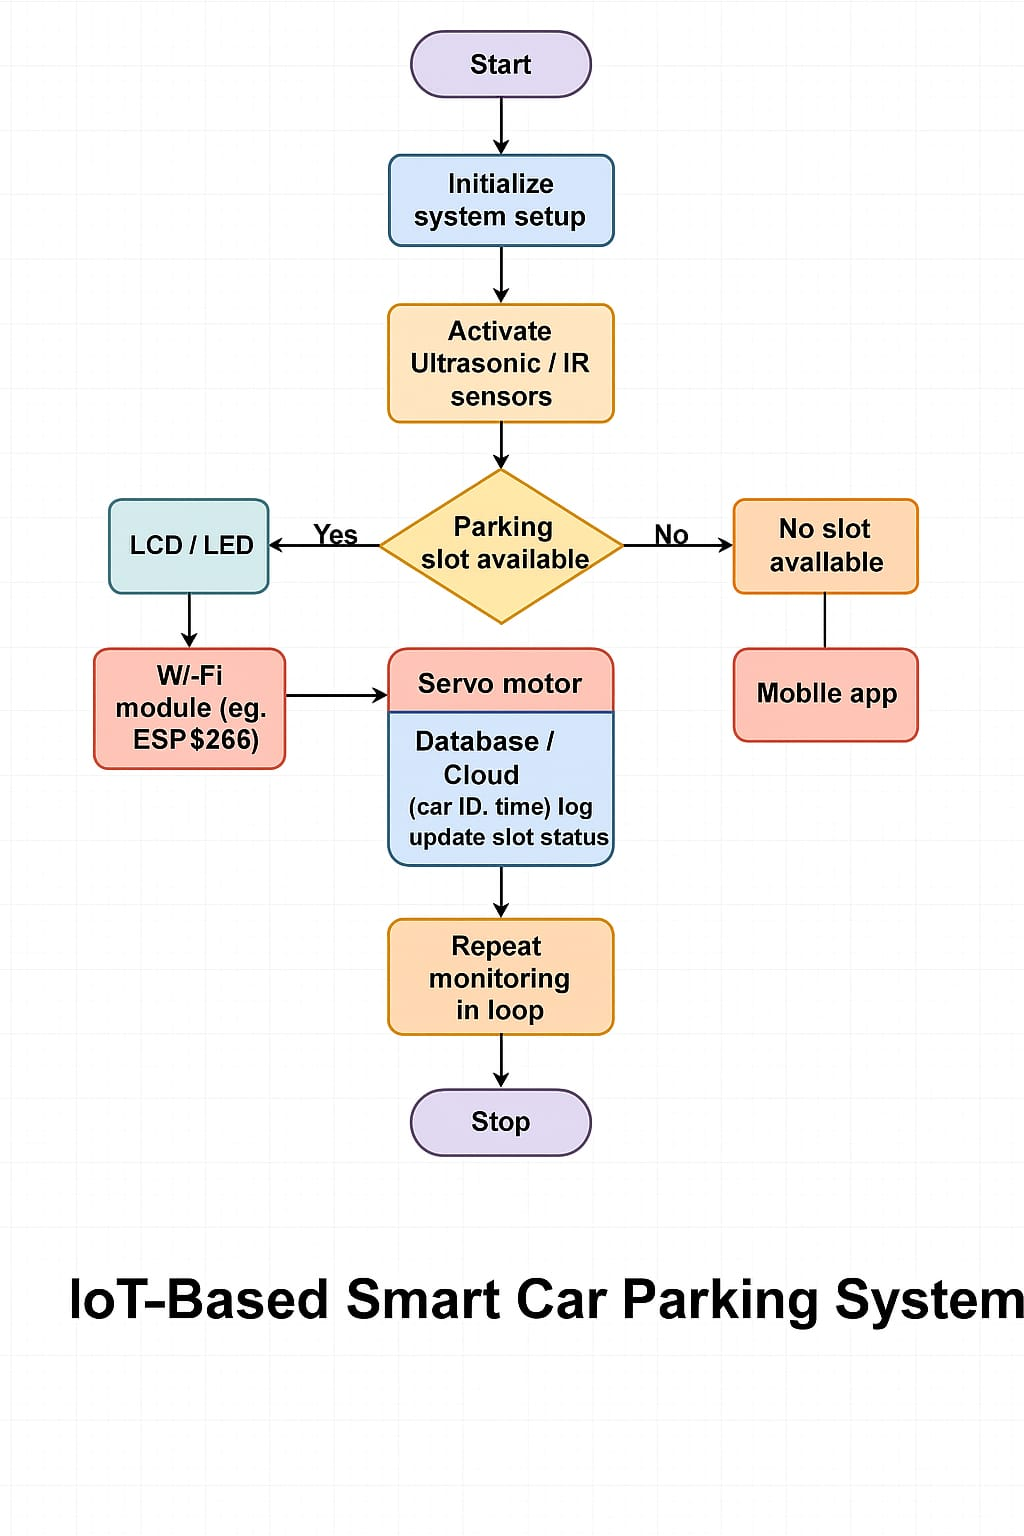 Start
Initialize
system setup
Activate
Ultrasonic / IR
sensors
Parking
slot available
Yes
No
LCD / LED
No slot
avallable
W/-Fi
module (eg.
ESP$266)
Servo motor
Database /
Cloud
(car ID. time) log
update slot status
Moblle app
Repeat
monitoring
in loop
Stop
IoT-Based Smart Car Parking System